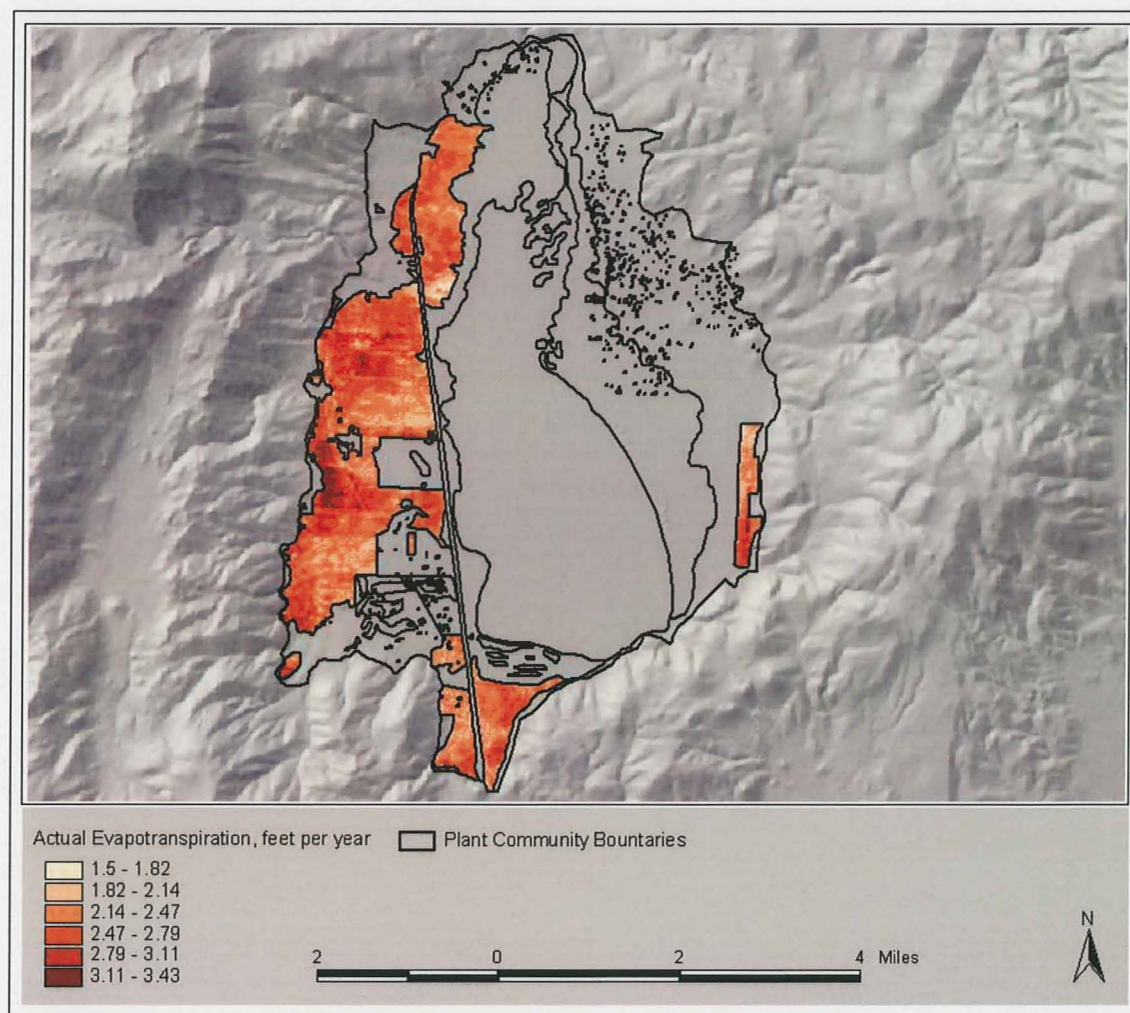 Actual Evapotranspiration, feet per year
Plant Community Boundaries
1.5 - 1.82
1.82 - 2.14
2.14 - 2.47
2.47 - 2.79
2.79 - 3.11
3.11 - 3.43
2 0 2 4 Miles
N